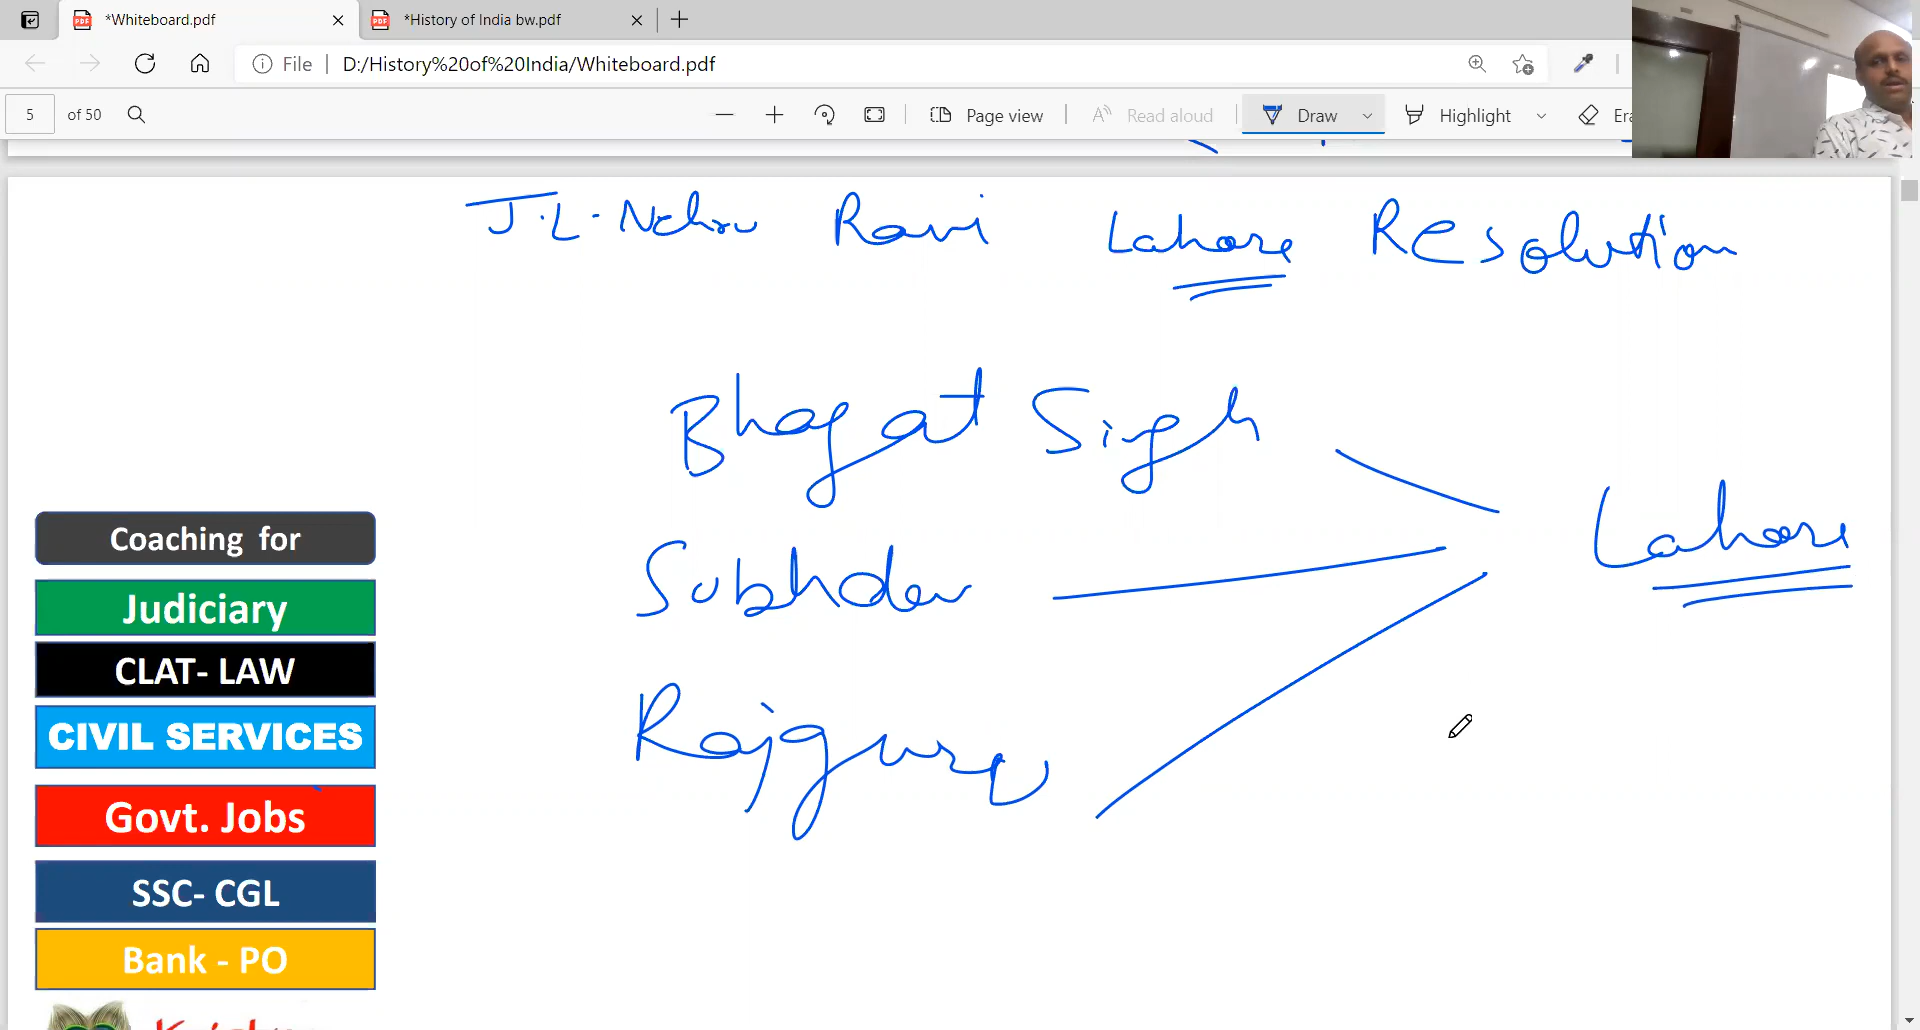 *Whiteboard.pdf
*History of India bw.pdf
File D:/History%20of%20India/Whiteboard.pdf
5 of 50 Page view Read aloud Draw Highlight Era
J.L. Nehru Ravi Lahore Resolution
Bhagat Singh
Subhdev Lahore
Rajguru
Coaching for
Judiciary
CLAT- LAW
CIVIL SERVICES
Govt. Jobs
SSC- CGL
Bank - PO